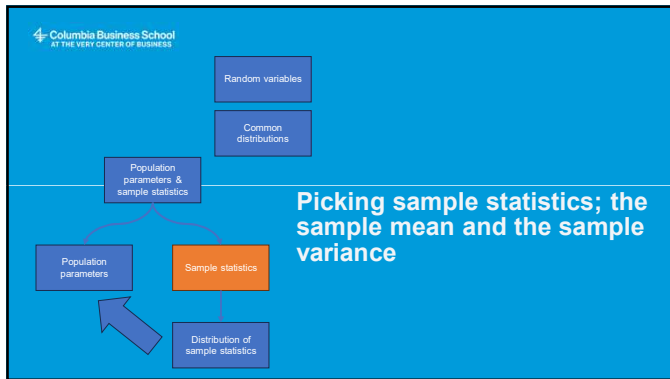 Columbia Business School
AT THE VERY CENTER OF BUSINESS
Random variables
Common
distributions
Population
parameters &
sample statistics
Picking sample statistics; the
sample mean and the sample
variance
Population
parameters
Sample statistics
Distribution of
sample statistics